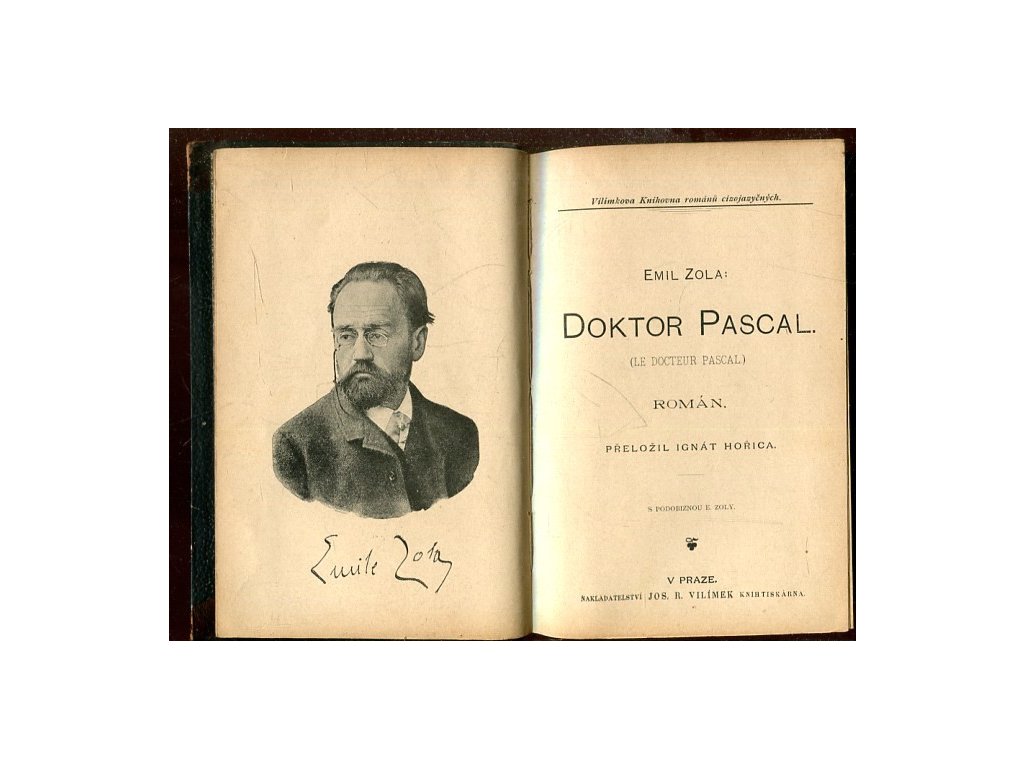 Emile Zola
Vilímkova Knihovna románů cizojazyčných.
EMIL ZOLA:
DOKTOR PASCAL.
(LE DOCTEUR PASCAL)
ROMÁN.
PŘELOŽIL IGNÁT HOŘICA.
S PODOBIZNOU E. ZOLY.
V PRAZE.
NAKLADATELSTVÍ JOS. R. VILÍMEK KNIHTISKÁRNA.